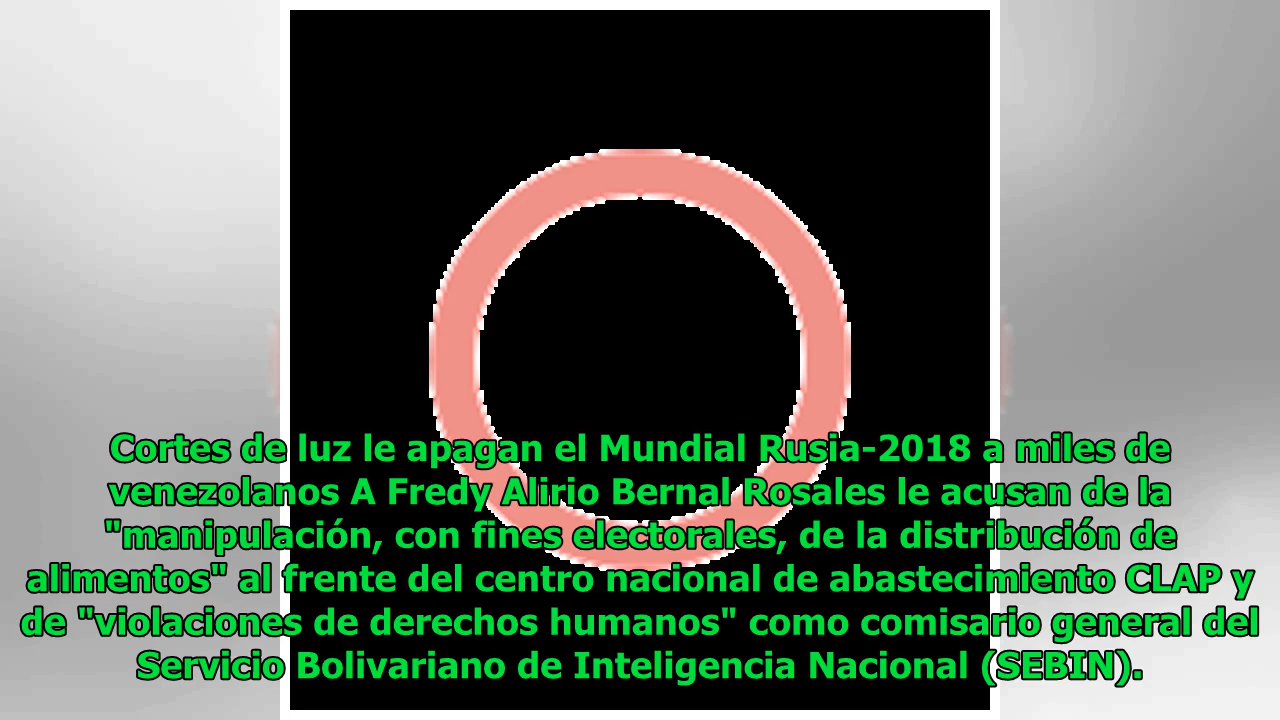 Cortes de luz le apagan el Mundial Rusia-2018 a miles de
venezolanos A Fredy Alirio Bernal Rosales le acusan de la
"manipulación, con fines electorales, de la distribución de
alimentos" al frente del centro nacional de abastecimiento CLAP y
de "violaciones de derechos humanos" como comisario general del
Servicio Bolivariano de Inteligencia Nacional (SEBIN).